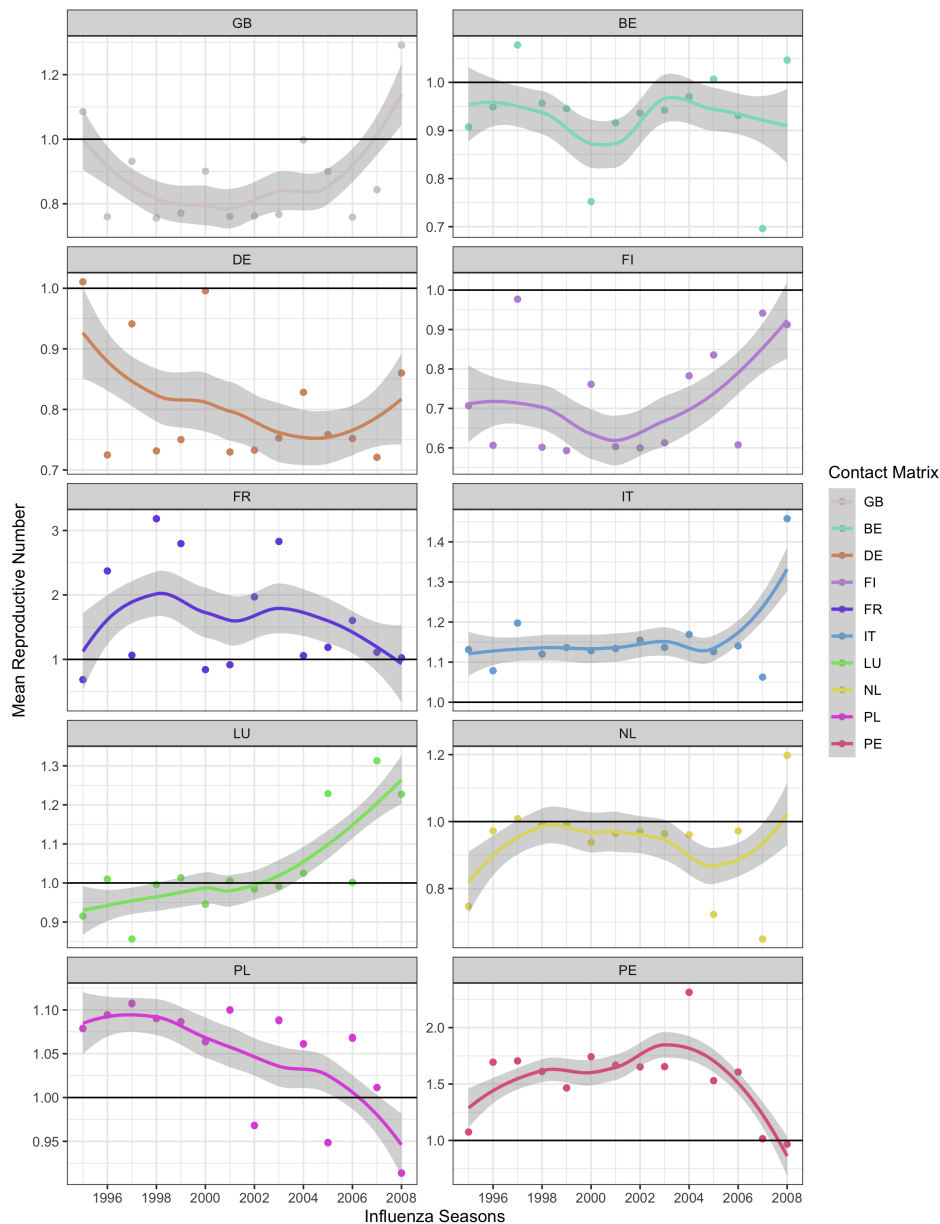 GB
BE
1.2
1.0
0.8
1.0
0.9
0.8
0.7
DE
FI
1.0
0.9
0.8
0.7
1.0
0.9
0.8
0.7
0.6
FR
IT
3
2
1
1.4
1.3
1.2
1.1
1.0
LU
NL
1.3
1.2
1.1
1.0
0.9
1.2
1.0
0.8
PL
PE
1.10
1.05
1.00
0.95
2.0
1.5
1.0
1996 1998 2000 2002 2004 2006 2008
1996 1998 2000 2002 2004 2006 2008
Influenza Seasons
Mean Reproductive Number
Contact Matrix
GB
BE
DE
FI
FR
IT
LU
NL
PL
PE